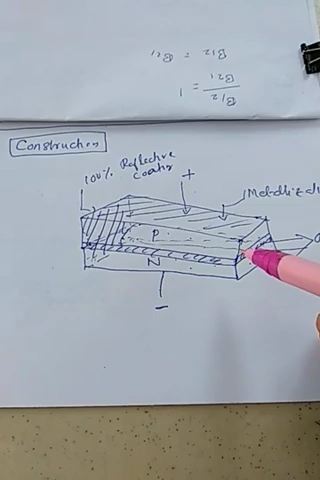 B12 = B21
B12
B21
= 1
Construction
100% Reflective
coating
+
P
N
-